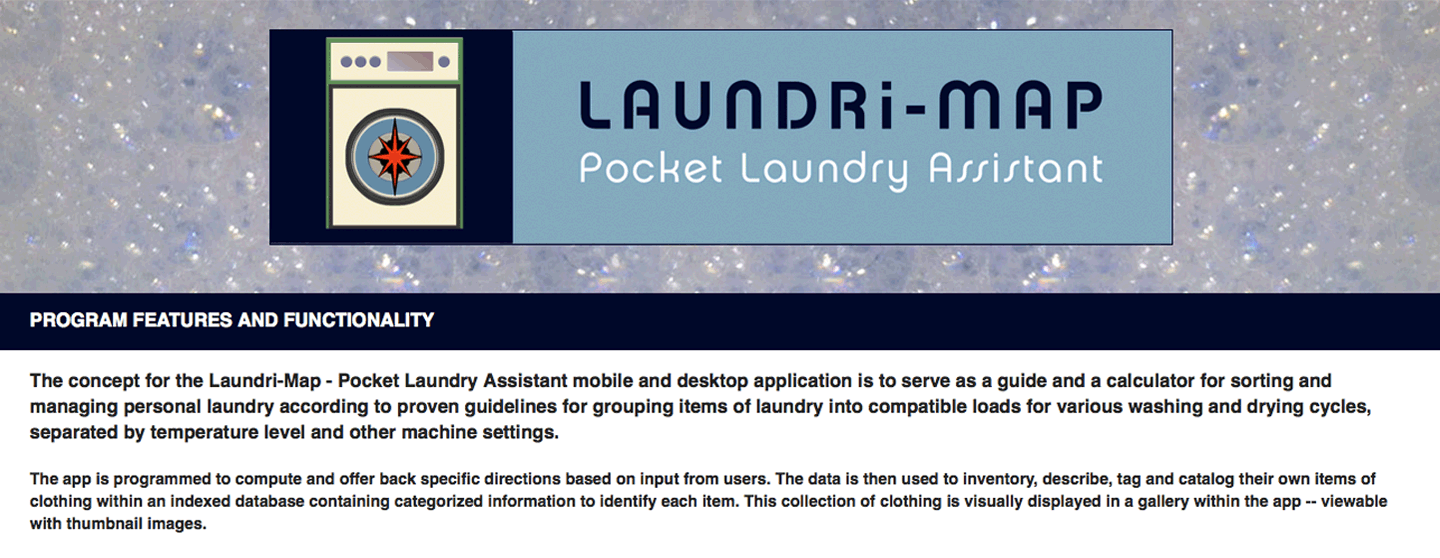 LAUNDRi-MAP
Pocket Laundry Assistant
PROGRAM FEATURES AND FUNCTIONALITY
The concept for the Laundri-Map - Pocket Laundry Assistant mobile and desktop application is to serve as a guide and a calculator for sorting and
managing personal laundry according to proven guidelines for grouping items of laundry into compatible loads for various washing and drying cycles,
separated by temperature level and other machine settings.
The app is programmed to compute and offer back specific directions based on input from users. The data is then used to inventory, describe, tag and catalog their own items of
clothing within an indexed database containing categorized information to identify each item. This collection of clothing is visually displayed in a gallery within the app -- viewable
with thumbnail images.